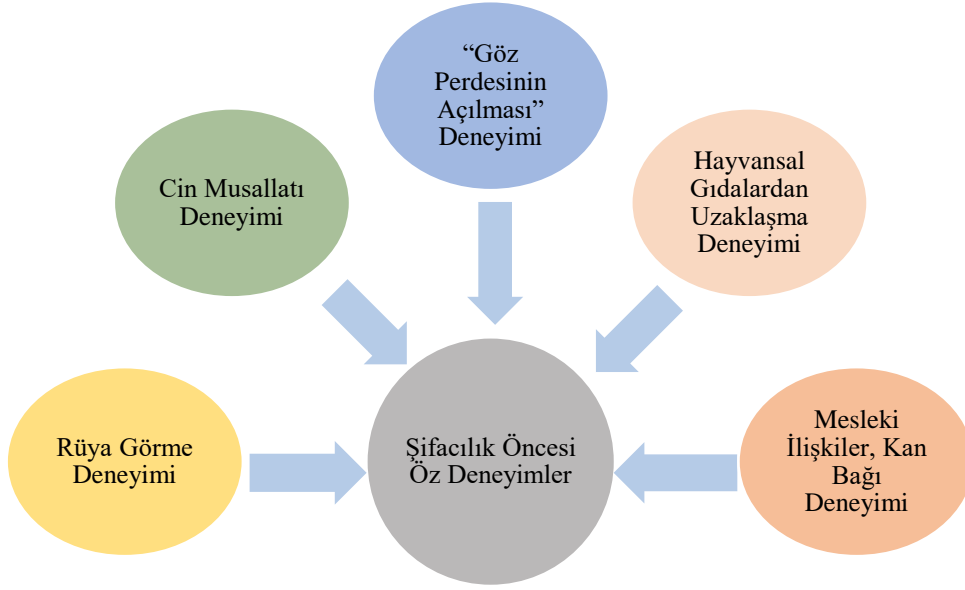 “Göz
Perdesinin
Açılması”
Deneyimi
Cin Musallatı
Deneyimi
Hayvansal
Gıdalardan
Uzaklaşma
Deneyimi
Rüya Görme
Deneyimi
Şifacılık Öncesi
Öz Deneyimler
Mesleki
İlişkiler, Kan
Bağı
Deneyimi